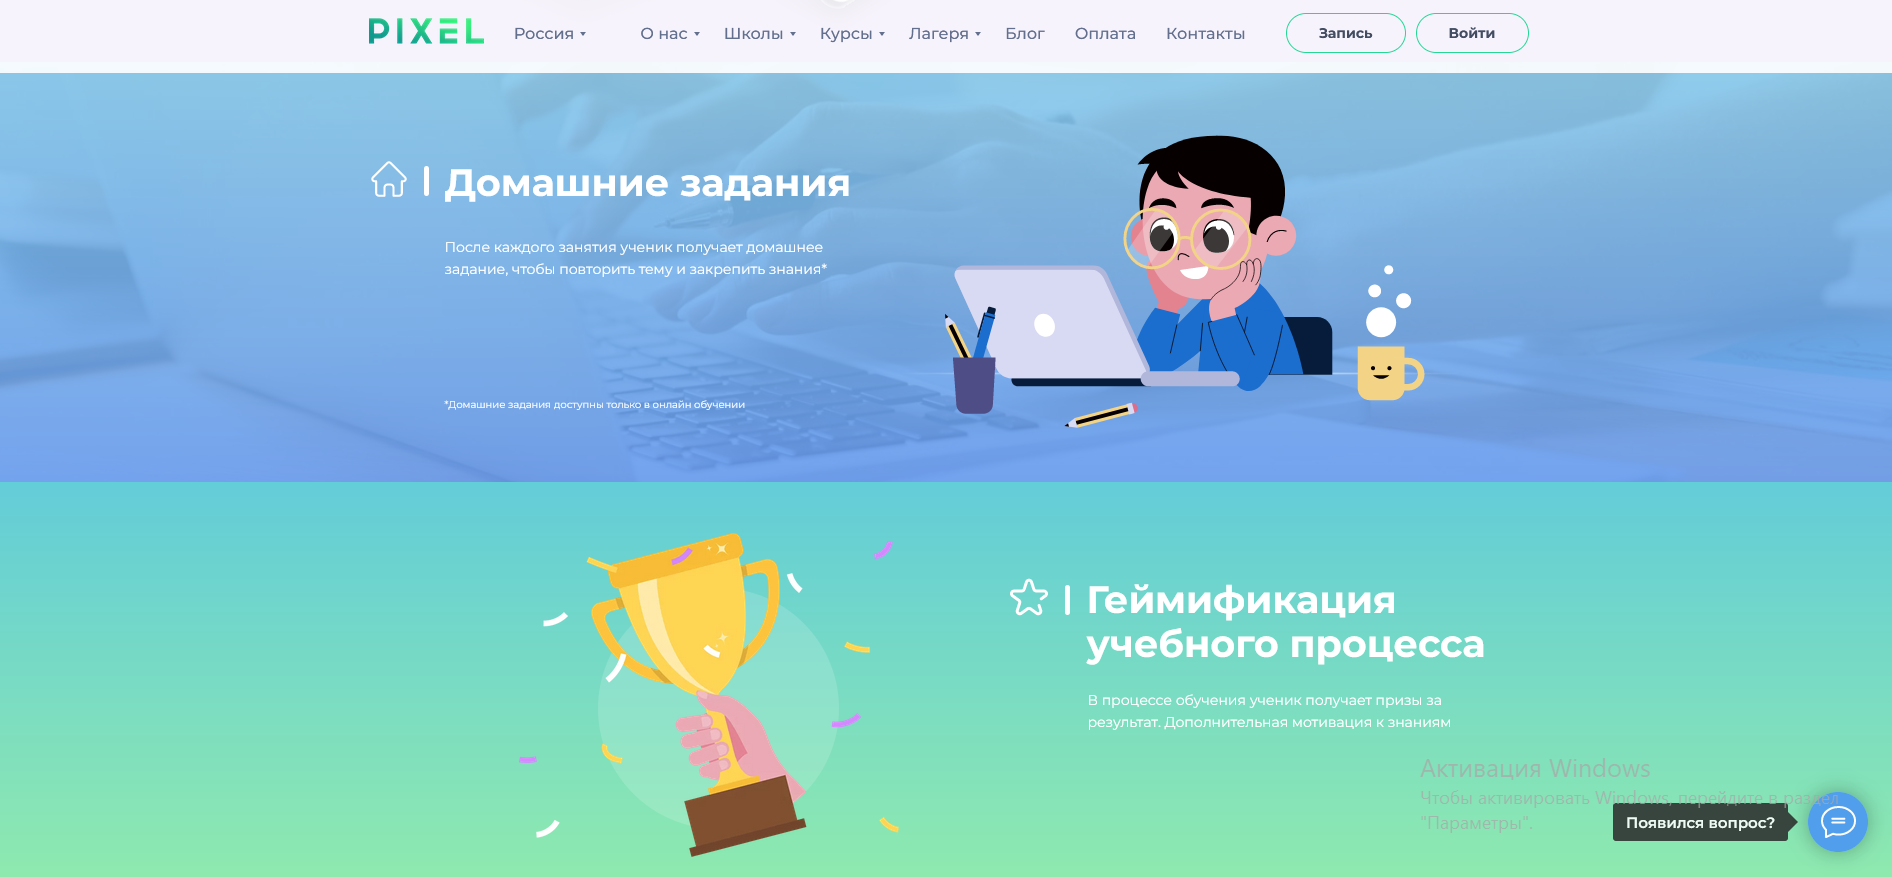 PIXEL
Россия
О нас
Школы
Курсы
Лагеря
Блог
Оплата
Контакты
Запись
Войти
Домашние задания
После каждого занятия ученик получает домашнее
задание, чтобы повторить тему и закрепить знания*
*Домашние задания доступны только в онлайн обучении
Геймификация
учебного процесса
В процессе обучения ученик получает призы за
результат. Дополнительная мотивация к знаниям
Активация Windows
Чтобы активировать Windows, перейдите в раздел
"Параметры".
Появился вопрос?